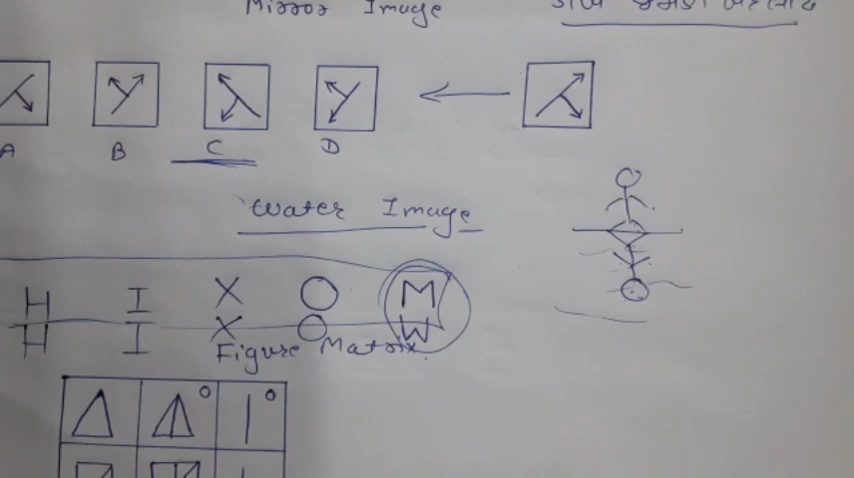 Mirror Image
A B C D
Water Image
H I X O M
H I X O W
Figure Matrix